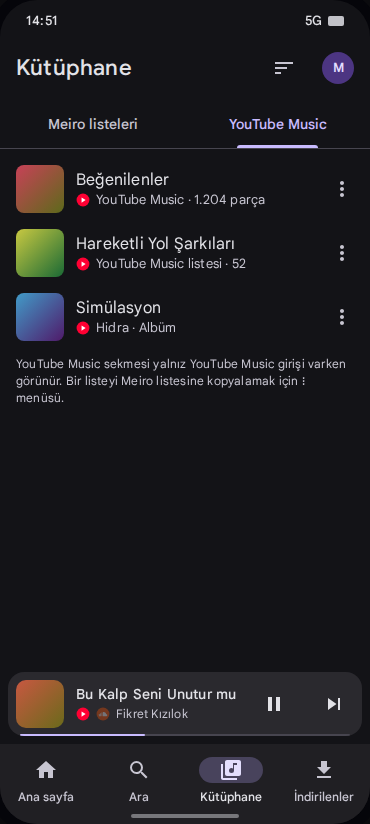 14:51
5G
Kütüphane
M
Meiro listeleri
YouTube Music
Beğenilenler
YouTube Music · 1.204 parça
Hareketli Yol Şarkıları
YouTube Music listesi · 52
Simülasyon
Hidra · Albüm
YouTube Music sekmesi yalnız YouTube Music girişi varken
görünür. Bir listeyi Meiro listesine kopyalamak için ⋮
menüsü.
Bu Kalp Seni Unutur mu
Fikret Kızılok
Ana sayfa
Ara
Kütüphane
İndirilenler